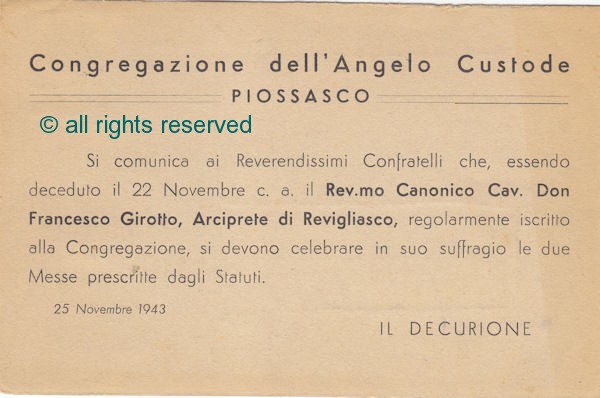 Congregazione dell'Angelo Custode
PIOSSASCO
© all rights reserved
Si comunica ai Reverendissimi Confratelli che, essendo
deceduto il 22 Novembre c. a. il Rev.mo Canonico Cav. Don
Francesco Girotto, Arciprete di Revigliasco, regolarmente iscritto
alla Congregazione, si devono celebrare in suo suffragio le due
Messe prescritte dagli Statuti.
25 Novembre 1943
IL DECURIONE